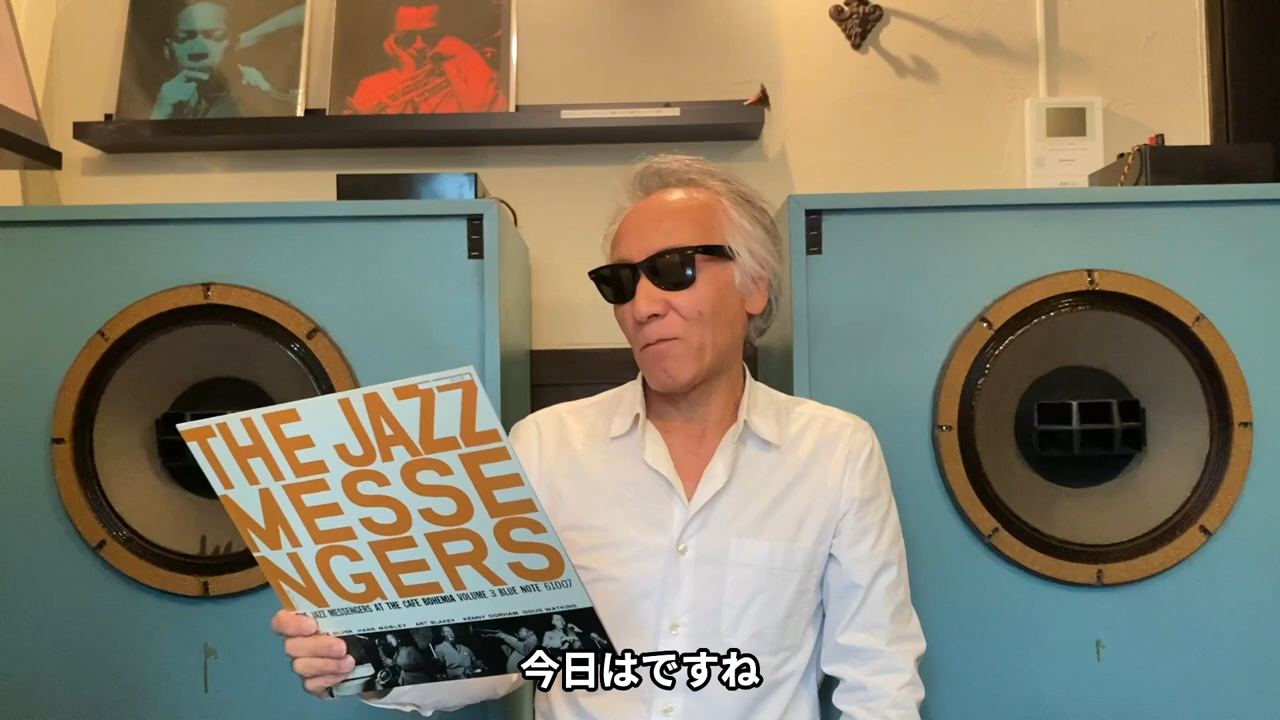 THE JAZZ
MESSE
NGERS
THE JAZZ MESSENGERS AT THE CAFE BOHEMIA VOLUME 3 BLUE NOTE 61007
HANK MOBLEY ART BLAKEY KENNY DORHAM DOUG WATKINS
今日はですね